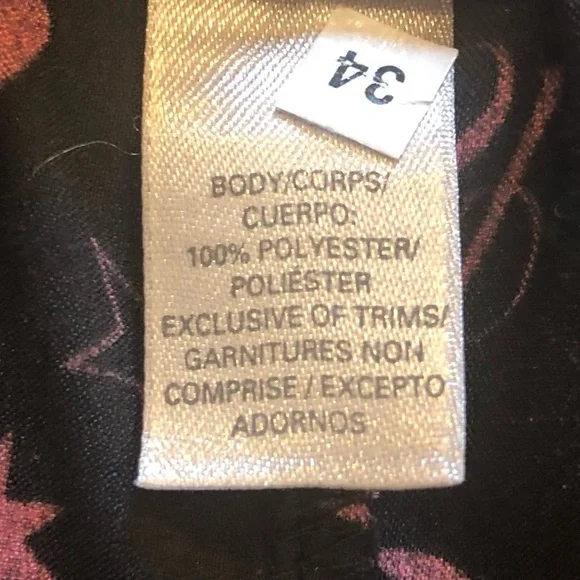 34
BODY/CORPS/
CUERPO:
100% POLYESTER/
POLIÉSTER
EXCLUSIVE OF TRIMS/
GARNITURES NON
COMPRISE / EXCEPTO
ADORNOS